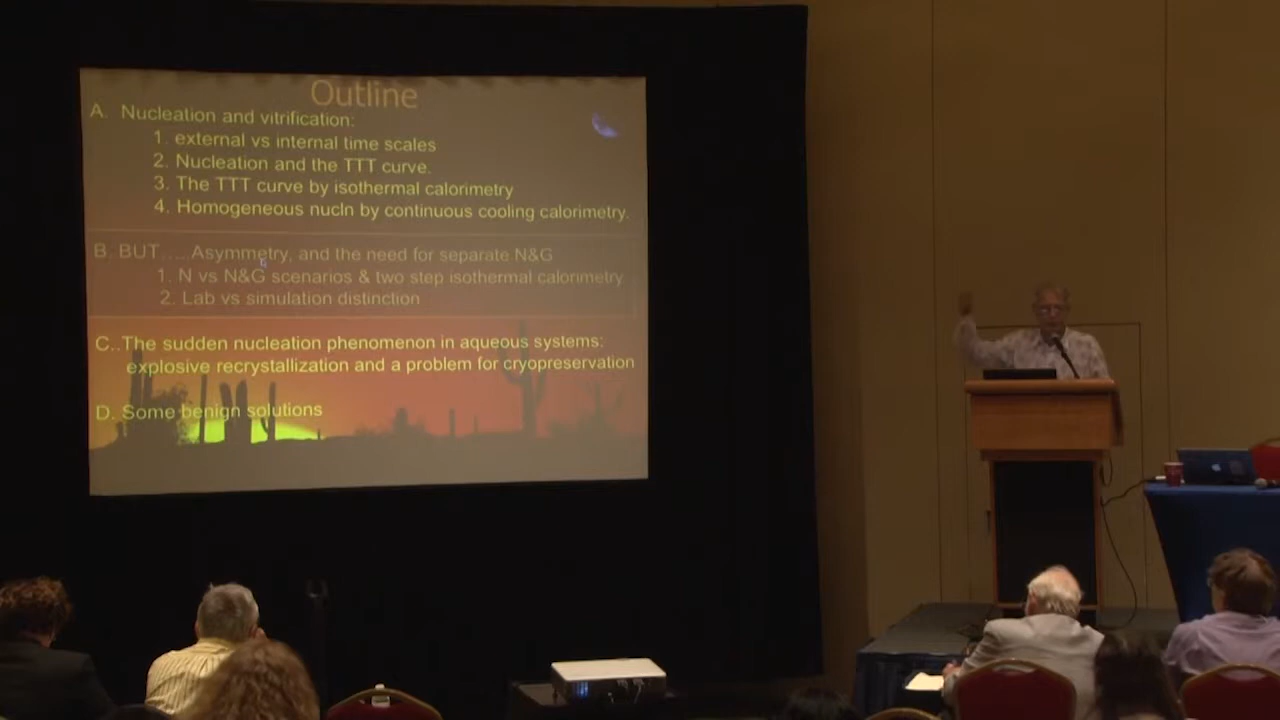 Outline
A. Nucleation and vitrification:
1. external vs internal time scales
2. Nucleation and the TTT curve.
3. The TTT curve by isothermal calorimetry
4. Homogeneous nucln by continuous cooling calorimetry.
B. BUT.....Asymmetry, and the need for separate N&G
1. N vs N&G scenarios & two step isothermal calorimetry
2. Lab vs simulation distinction
C..The sudden nucleation phenomenon in aqueous systems:
explosive recrystallization and a problem for cryopreservation
D. Some benign solutions